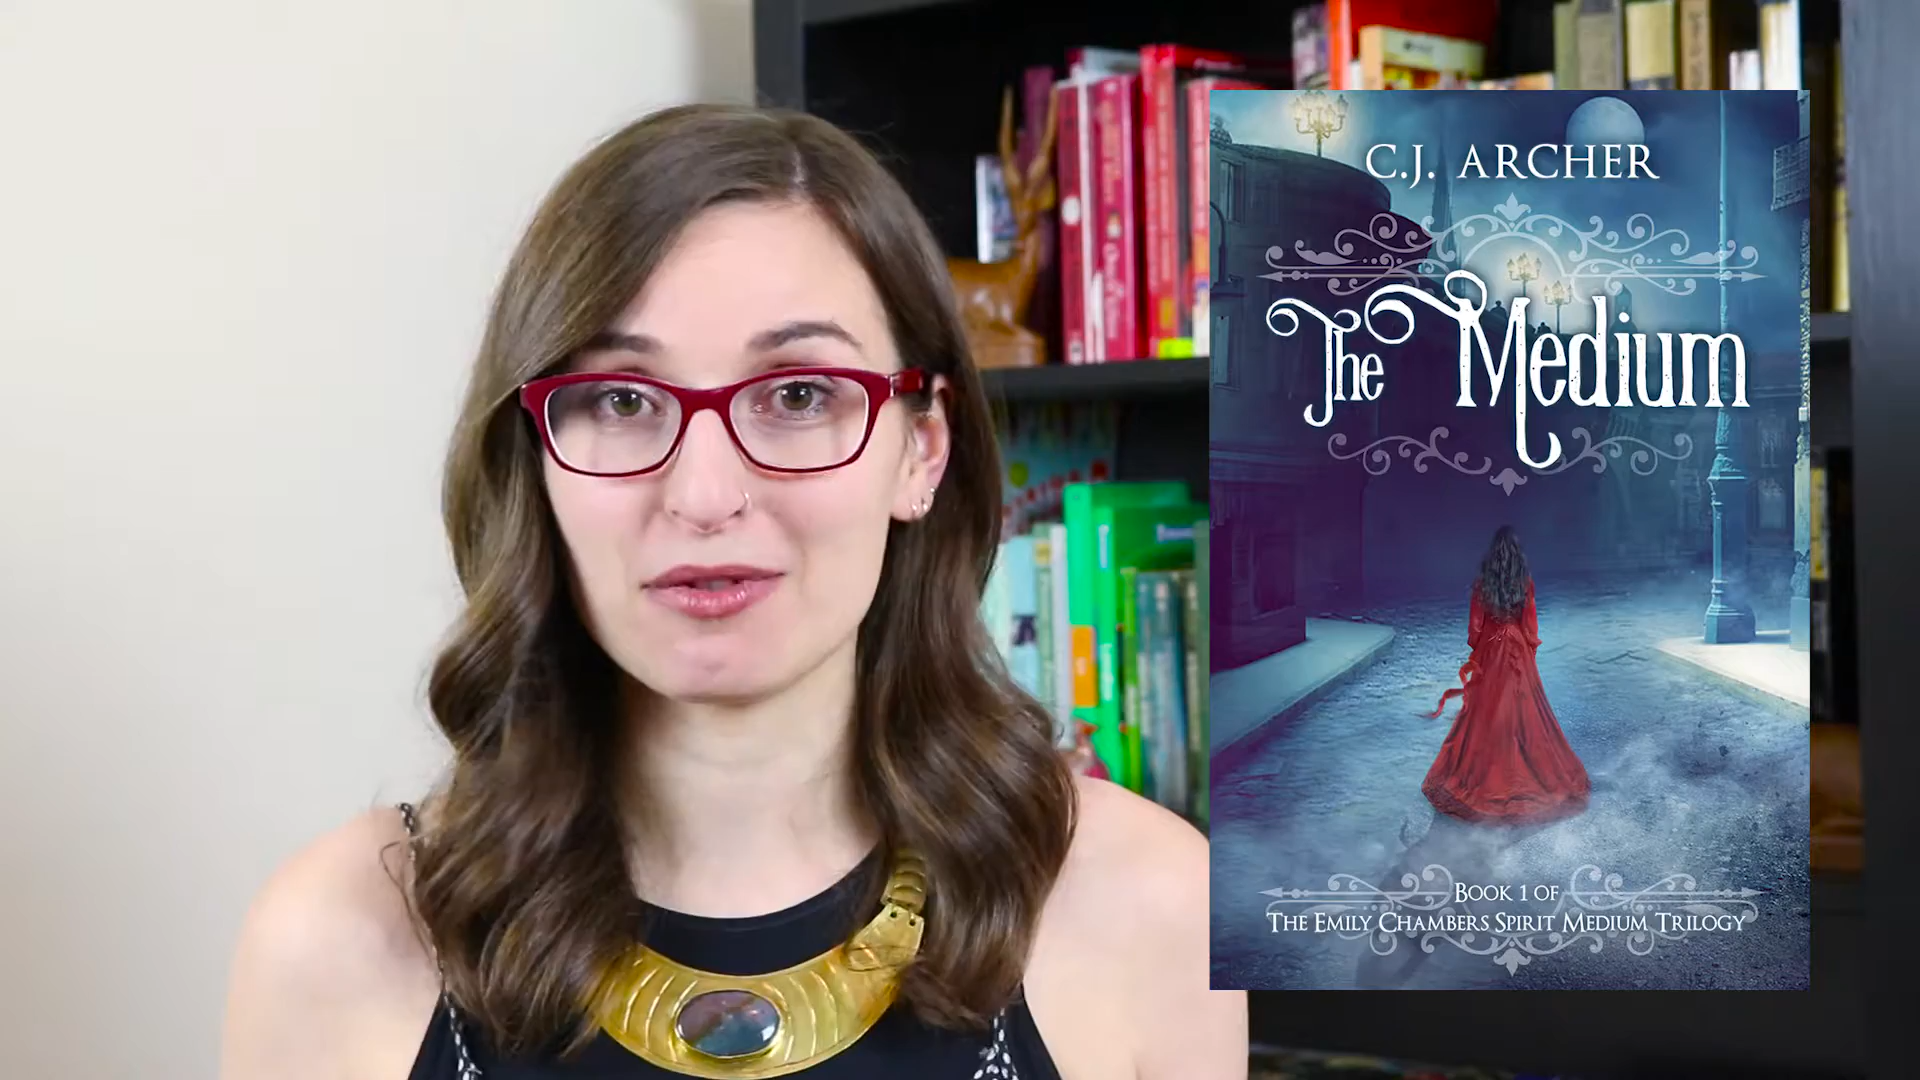 C.J. ARCHER
The Medium
BOOK 1 OF
THE EMILY CHAMBERS SPIRIT MEDIUM TRILOGY